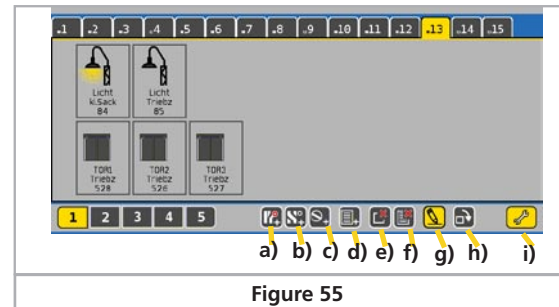 .1 .2 .3 .4 .5 .6 .7 .8 .9 .10 .11 .12 .13 .14 .15
Licht Licht
kl.Sack Triebz
84 85
TOR1 TOR2 TOR3
Triebz Triebz Triebz
528 526 527
1 2 3 4 5
a) b) c) d) e) f) g) h) i)
Figure 55